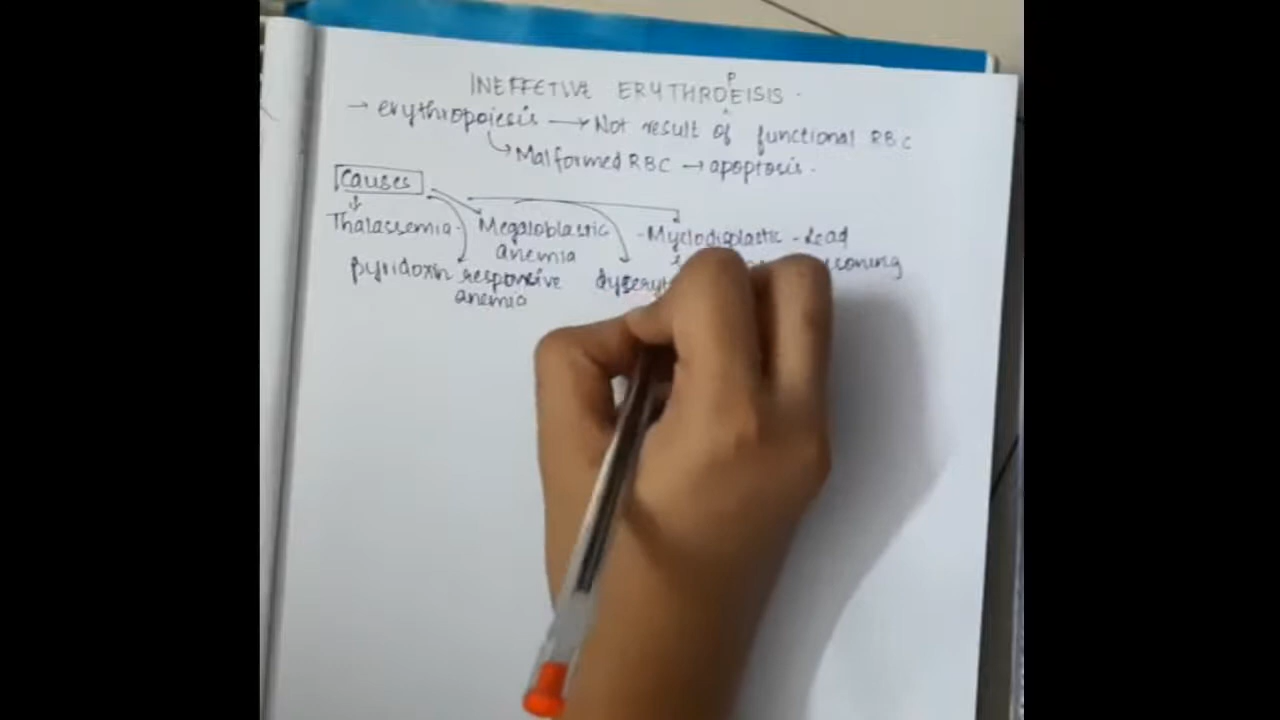 P
INEFFETIVE ERYTHROEISIS
→ erythropoiesis → Not result of functional RBC
↳ Malformed RBC → apoptosis.
Causes
Thalassemia. Megaloblastic anemia - Myelodisplastic - Lead
pyridoxin responsive anemia